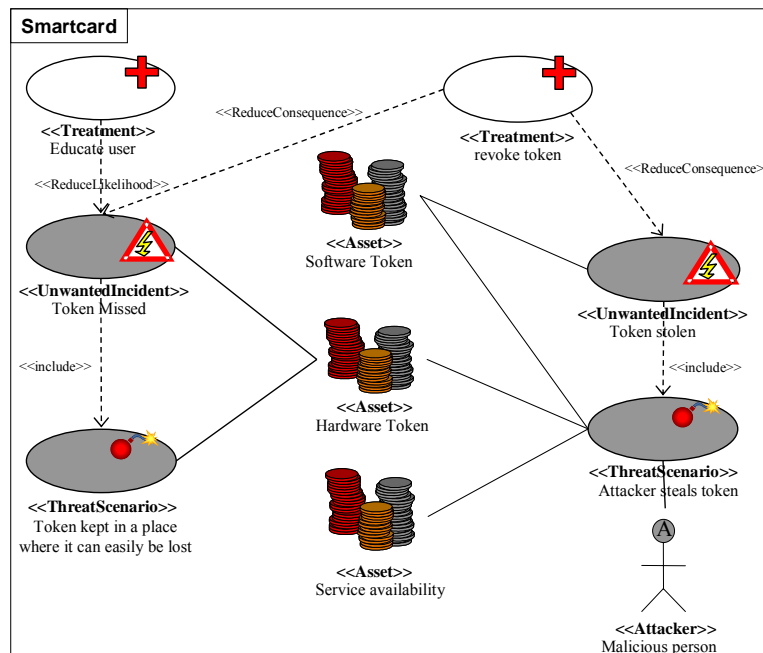 Smartcard
<<Treatment>>
Educate user
<<ReduceConsequence>>
<<Treatment>>
revoke token
<<ReduceLikelihood>>
<<ReduceConsequence>>
<<Asset>>
Software Token
<<UnwantedIncident>>
Token Missed
<<UnwantedIncident>>
Token stolen
<<include>>
<<include>>
<<Asset>>
Hardware Token
<<ThreatScenario>>
Token kept in a place
where it can easily be lost
<<ThreatScenario>>
Attacker steals token
A
<<Asset>>
Service availability
<<Attacker>>
Malicious person